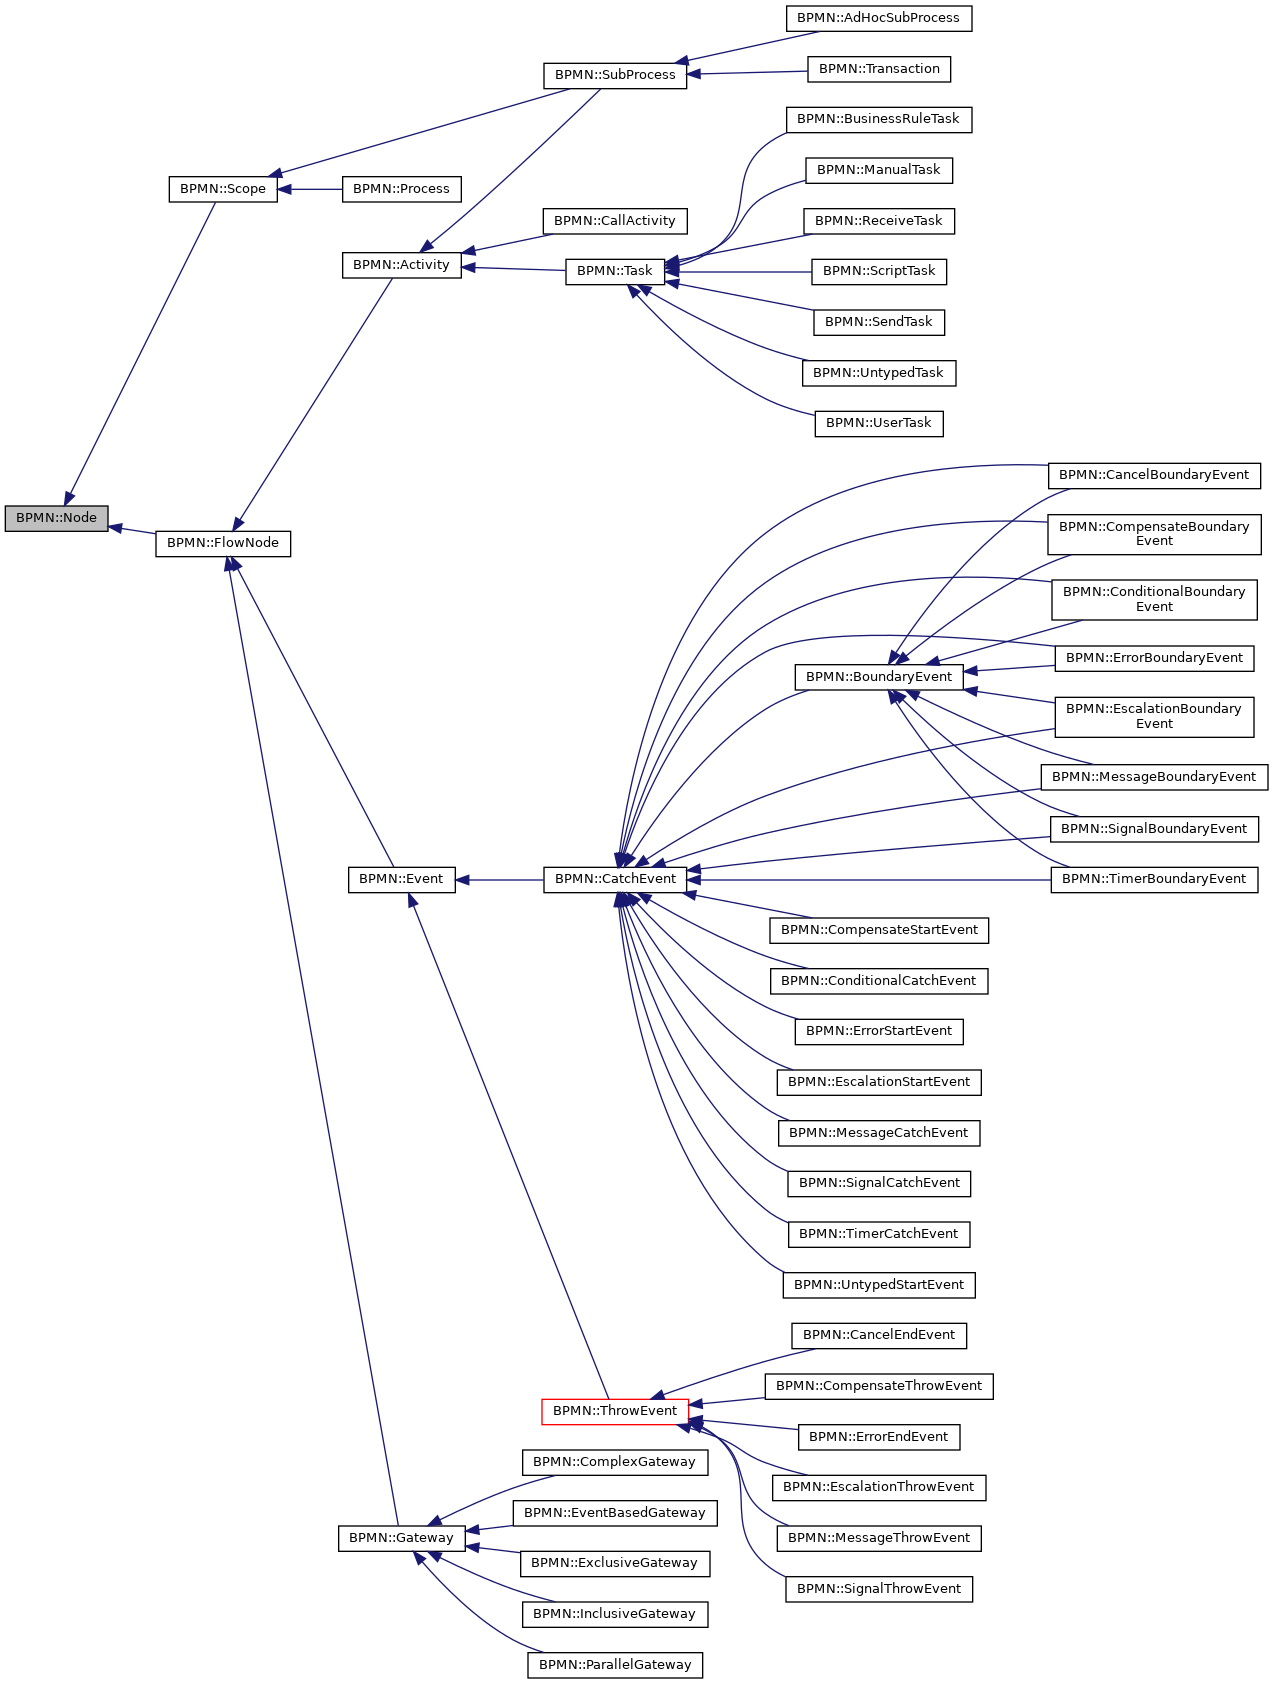 BPMN::AdHocSubProcess
BPMN::SubProcess
BPMN::Transaction
BPMN::BusinessRuleTask
BPMN::ManualTask
BPMN::Scope
BPMN::Process
BPMN::CallActivity
BPMN::ReceiveTask
BPMN::Activity
BPMN::Task
BPMN::ScriptTask
BPMN::SendTask
BPMN::UntypedTask
BPMN::UserTask
BPMN::CancelBoundaryEvent
BPMN::Node
BPMN::FlowNode
BPMN::CompensateBoundary
Event
BPMN::ConditionalBoundary
Event
BPMN::ErrorBoundaryEvent
BPMN::BoundaryEvent
BPMN::EscalationBoundary
Event
BPMN::MessageBoundaryEvent
BPMN::SignalBoundaryEvent
BPMN::Event
BPMN::CatchEvent
BPMN::TimerBoundaryEvent
BPMN::CompensateStartEvent
BPMN::ConditionalCatchEvent
BPMN::ErrorStartEvent
BPMN::EscalationStartEvent
BPMN::MessageCatchEvent
BPMN::SignalCatchEvent
BPMN::TimerCatchEvent
BPMN::UntypedStartEvent
BPMN::CancelEndEvent
BPMN::CompensateThrowEvent
BPMN::ThrowEvent
BPMN::ErrorEndEvent
BPMN::ComplexGateway
BPMN::EscalationThrowEvent
BPMN::EventBasedGateway
BPMN::Gateway
BPMN::MessageThrowEvent
BPMN::ExclusiveGateway
BPMN::SignalThrowEvent
BPMN::InclusiveGateway
BPMN::ParallelGateway